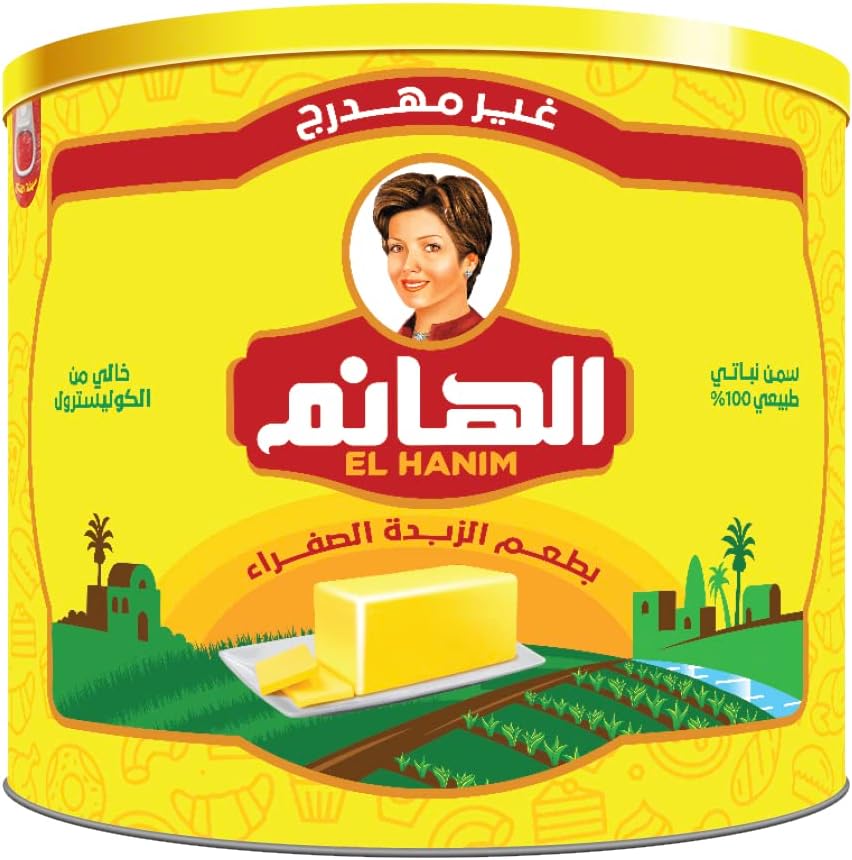 غير مهدرج
الهانم
EL HANIM
خالي من
الكوليسترول
سمن نباتي
طبيعي 100%
بطعم الزبدة الصفراء